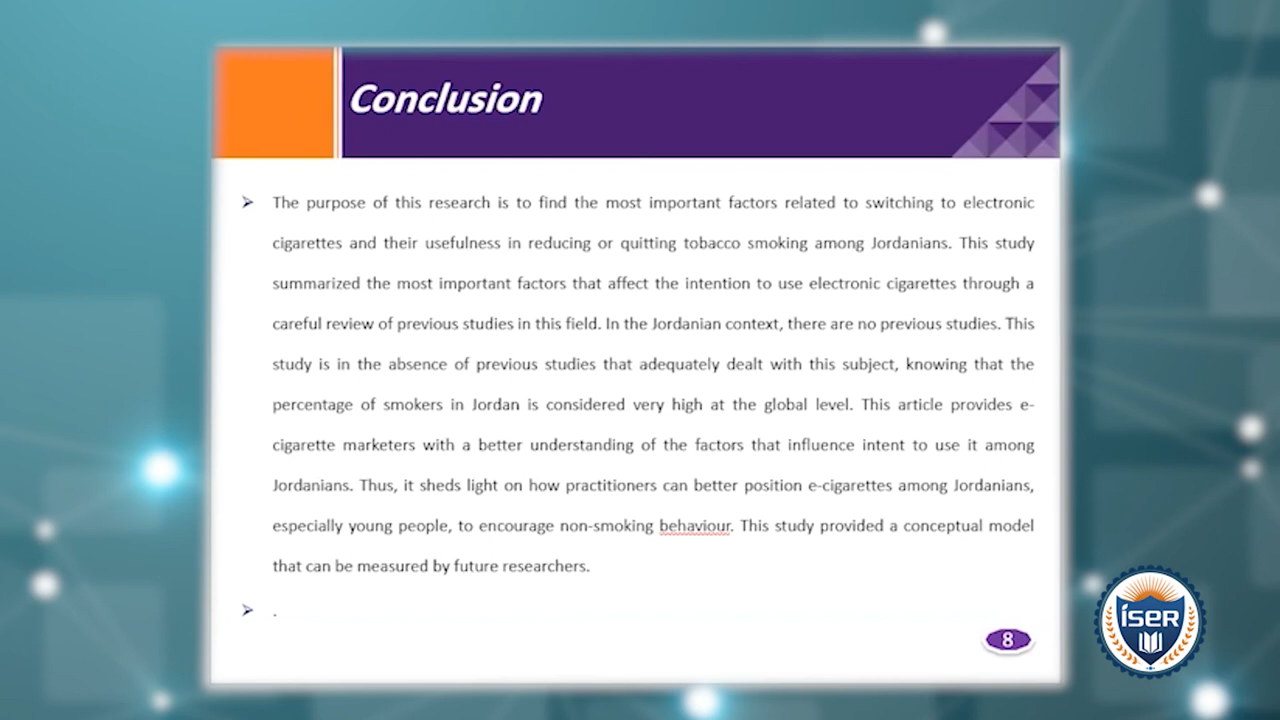 Conclusion
➢ The purpose of this research is to find the most important factors related to switching to electronic
cigarettes and their usefulness in reducing or quitting tobacco smoking among Jordanians. This study
summarized the most important factors that affect the intention to use electronic cigarettes through a
careful review of previous studies in this field. In the Jordanian context, there are no previous studies. This
study is in the absence of previous studies that adequately dealt with this subject, knowing that the
percentage of smokers in Jordan is considered very high at the global level. This article provides e-
cigarette marketers with a better understanding of the factors that influence intent to use it among
Jordanians. Thus, it sheds light on how practitioners can better position e-cigarettes among Jordanians,
especially young people, to encourage non-smoking behaviour. This study provided a conceptual model
that can be measured by future researchers.
➢ .
8
İSER